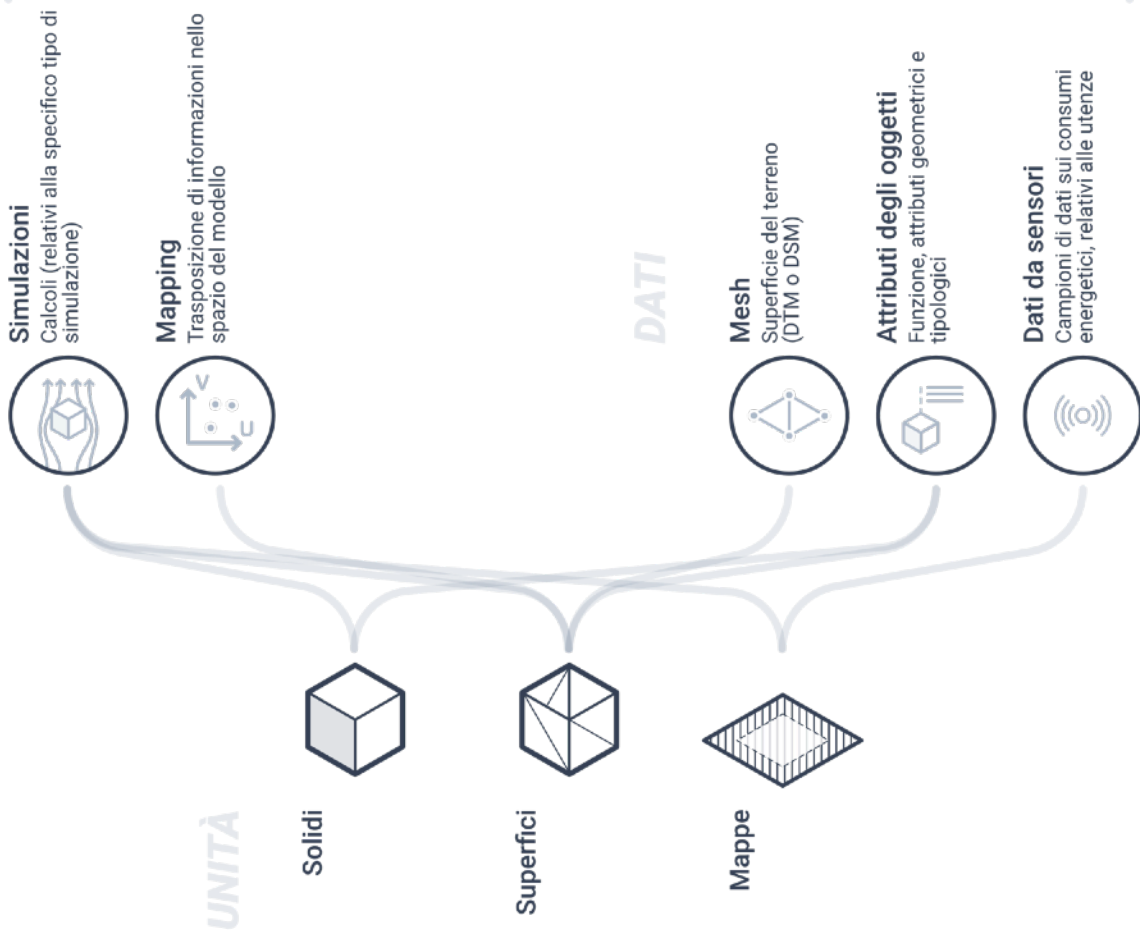 Simulazioni
Calcoli (relativi alla specifico tipo di
simulazione)
Mapping
Trasposizione di informazioni nello
spazio del modello
DATI
Mesh
Superficie del terreno
(DTM o DSM)
Attributi degli oggetti
Funzione, attributi geometrici e
tipologici
Dati da sensori
Campioni di dati sui consumi
energetici, relativi alle utenze
V
U
UNITÀ
Solidi
Superfici
Mappe